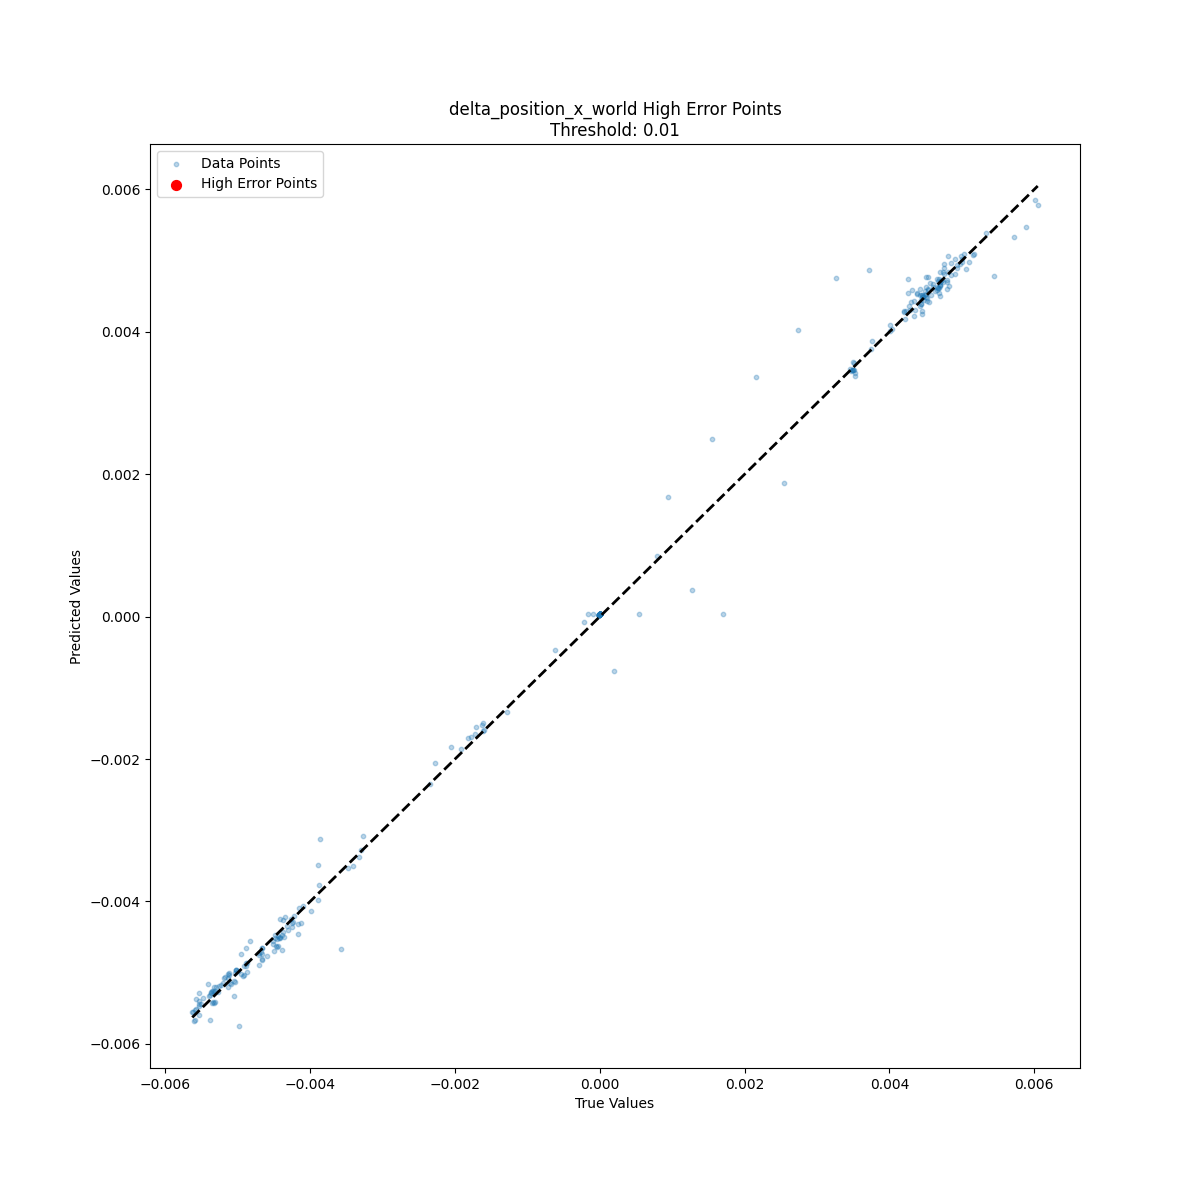 delta_position_x_world High Error Points
Threshold: 0.01
Data Points
High Error Points
0.006
0.004
0.002
0.000
−0.002
−0.004
−0.006
Predicted Values
−0.006 −0.004 −0.002 0.000 0.002 0.004 0.006
True Values